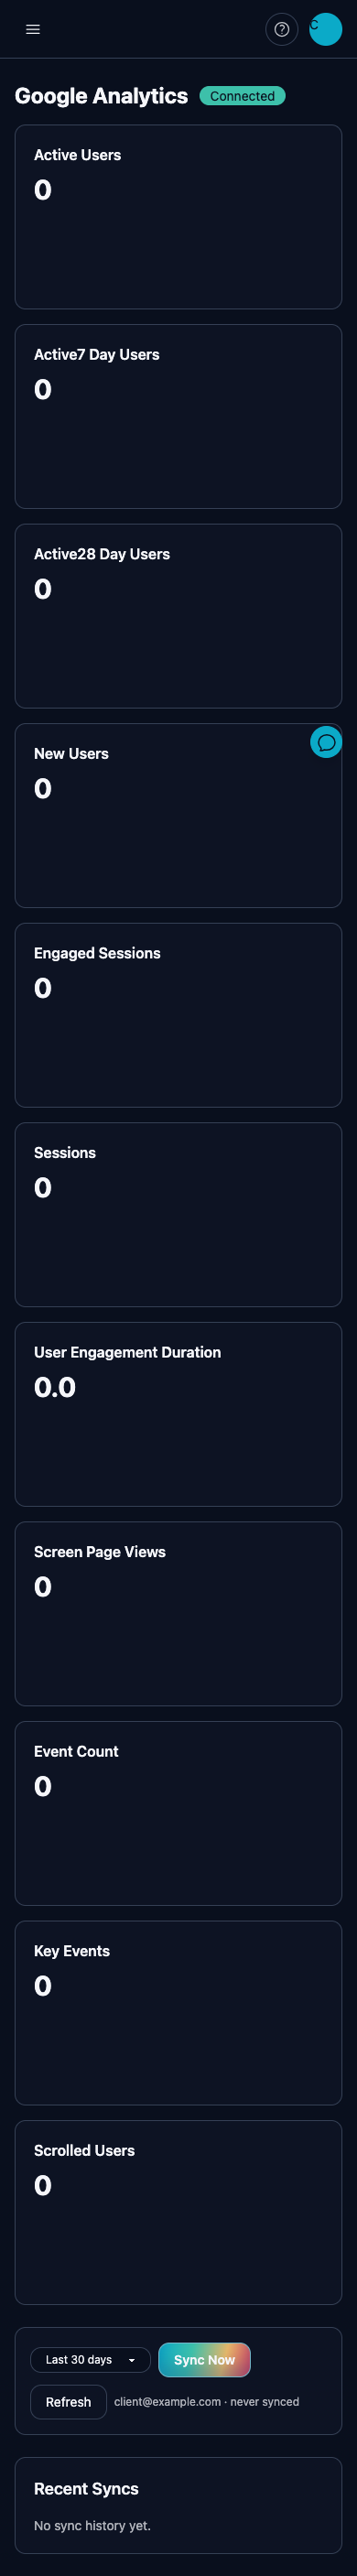 C
Google Analytics Connected
Active Users
0
Active7 Day Users
0
Active28 Day Users
0
New Users
0
Engaged Sessions
0
Sessions
0
User Engagement Duration
0.0
Screen Page Views
0
Event Count
0
Key Events
0
Scrolled Users
0
Last 30 days Sync Now
Refresh client@example.com · never synced
Recent Syncs
No sync history yet.